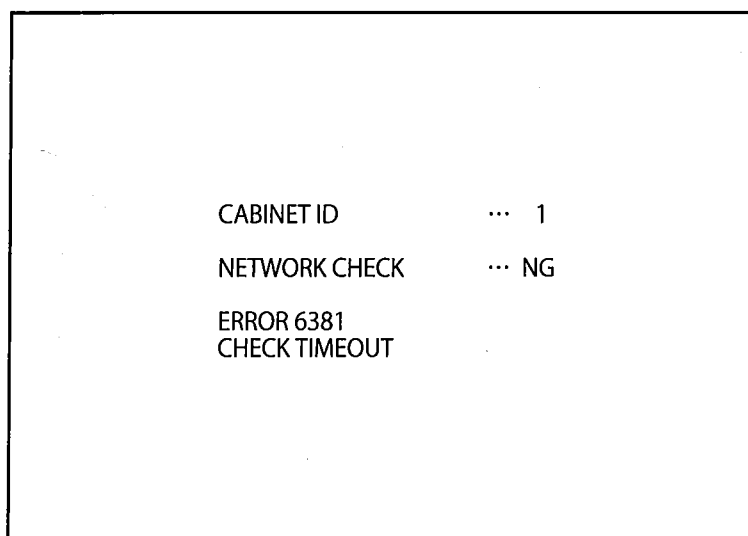 CABINET ID ... 1
NETWORK CHECK ... NG
ERROR 6381
CHECK TIMEOUT